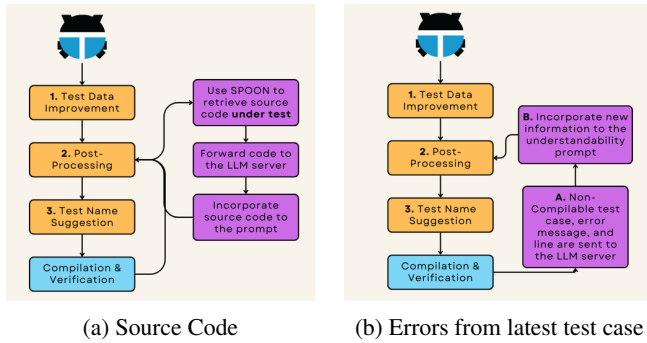 1. Test Data
Improvement
2. Post-
Processing
3. Test Name
Suggestion
Compilation &
Verification
Use SPOON to
retrieve source
code under test
Forward code to
the LLM server
Incorporate
source code to
the prompt
(a) Source Code
1. Test Data
Improvement
2. Post-
Processing
3. Test Name
Suggestion
Compilation &
Verification
B. Incorporate new
information to the
understandability
prompt
A. Non-
Compilable test
case, error
message, and
line are sent to
the LLM server
(b) Errors from latest test case